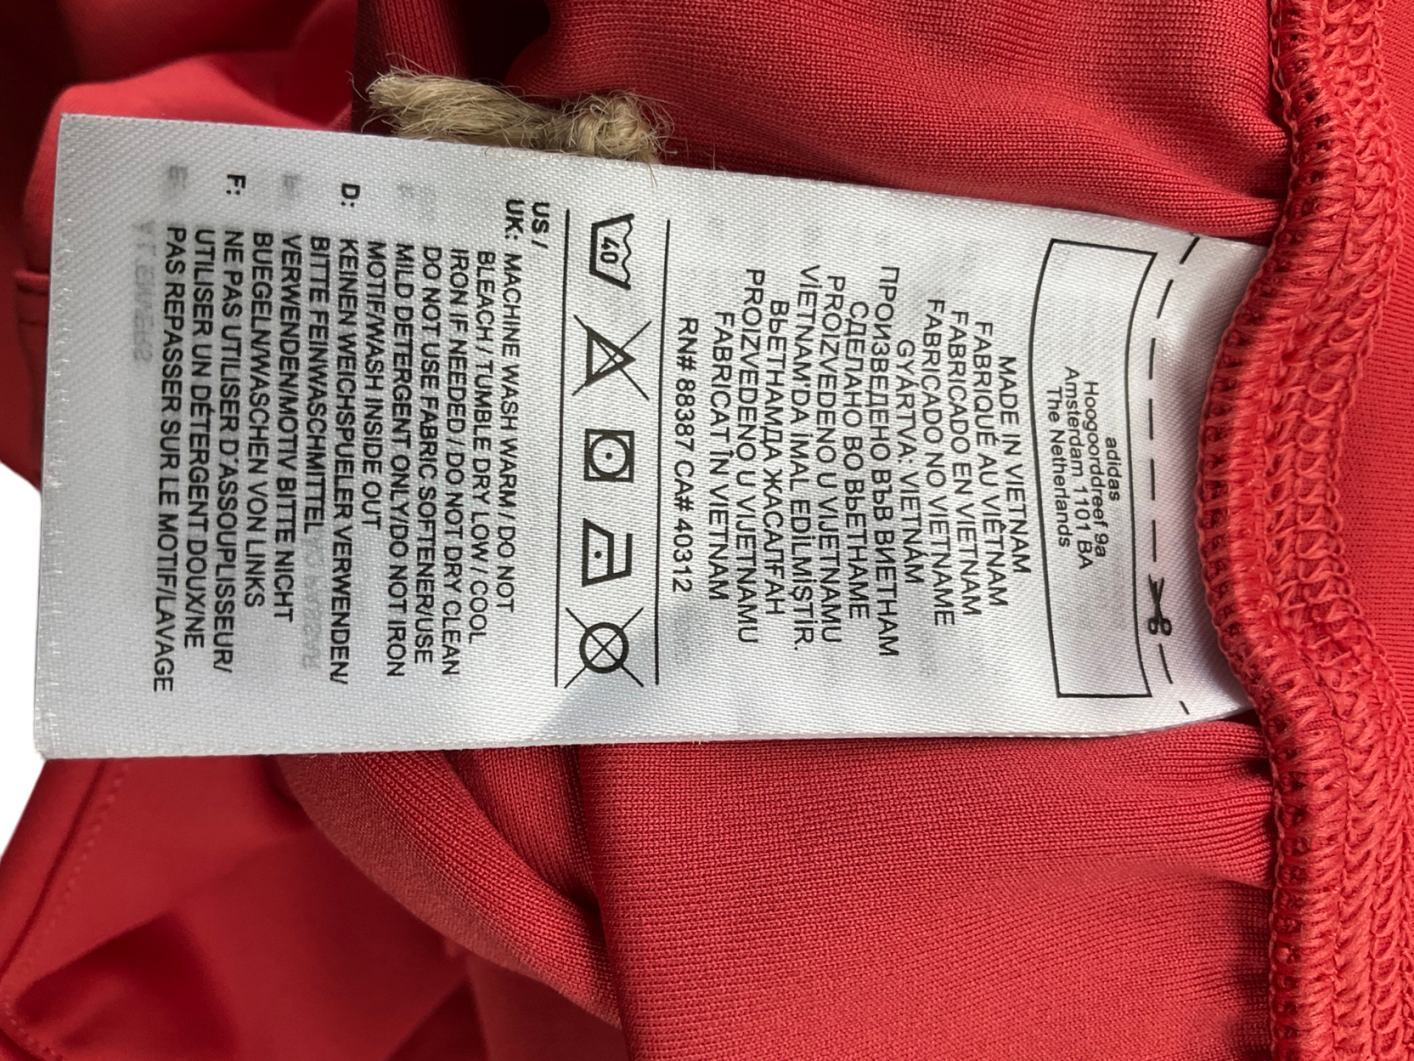 adidas
Hoogoorddreef 9a
Amsterdam 1101 BA
The Netherlands
MADE IN VIETNAM
FABRIQUÉ AU VIÊTNAM
FABRICADO EN VIETNAM
FABRICADO NO VIETNAME
GYÁRTVA: VIETNÁM
ПРОИЗВЕДЕНО ВЪВ ВИЕТНАМ
СДЕЛАНО ВО ВЬЕТНАМЕ
PROIZVEDENO U VIJETNAMU
VIETNAM'DA İMAL EDİLMİŞTİR.
ВЬЕТНАМДА ЖАСАЛҒАН
PROIZVEDENO U VIJETNAMU
FABRICAT ÎN VIETNAM
RN# 88387 CA# 40312
40
US /
UK: MACHINE WASH WARM / DO NOT
BLEACH / TUMBLE DRY LOW / COOL
IRON IF NEEDED / DO NOT DRY CLEAN
DO NOT USE FABRIC SOFTENER/USE
MILD DETERGENT ONLY/DO NOT IRON
MOTIF/WASH INSIDE OUT
D: KEINEN WEICHSPUELER VERWENDEN/
BITTE FEINWASCHMITTEL
VERWENDEN/MOTIV BITTE NICHT
BUEGELN/WASCHEN VON LINKS
F: NE PAS UTILISER D'ASSOUPLISSEUR/
UTILISER UN DÉTERGENT DOUX/NE
PAS REPASSER SUR LE MOTIF/LAVAGE